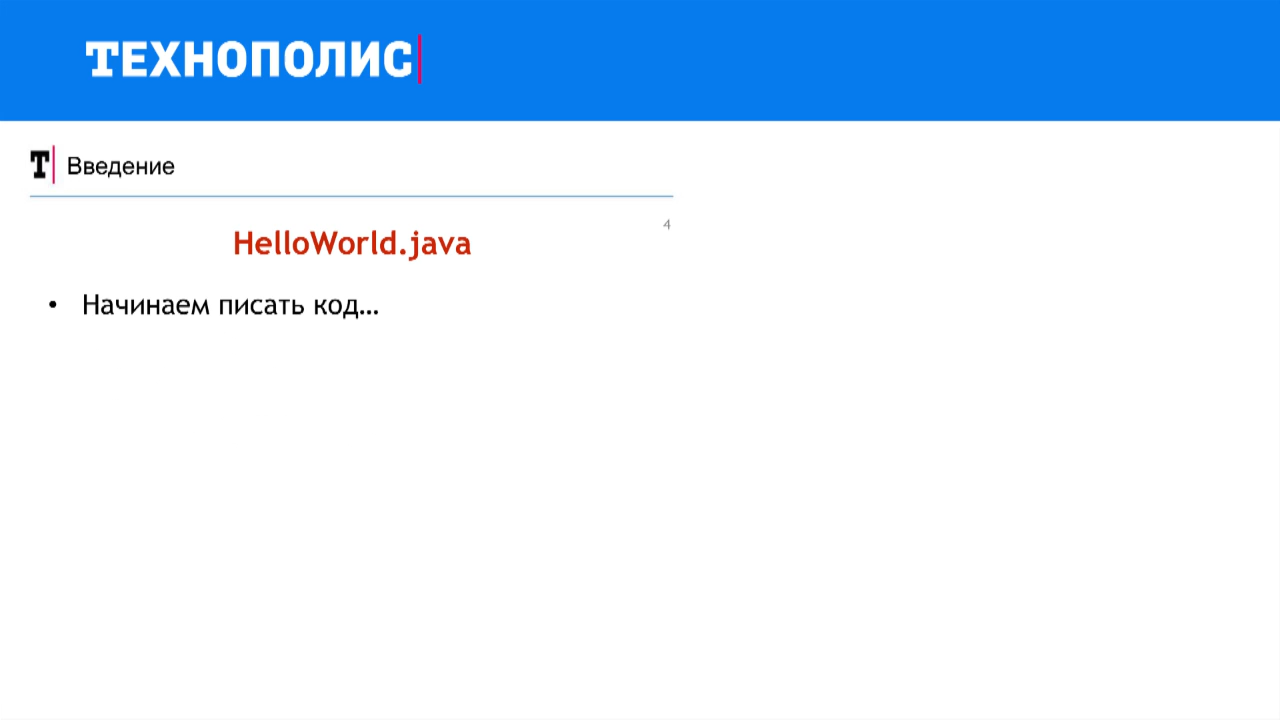 ТЕХНОПОЛИС
Т Введение
4
HelloWorld.java
• Начинаем писать код…